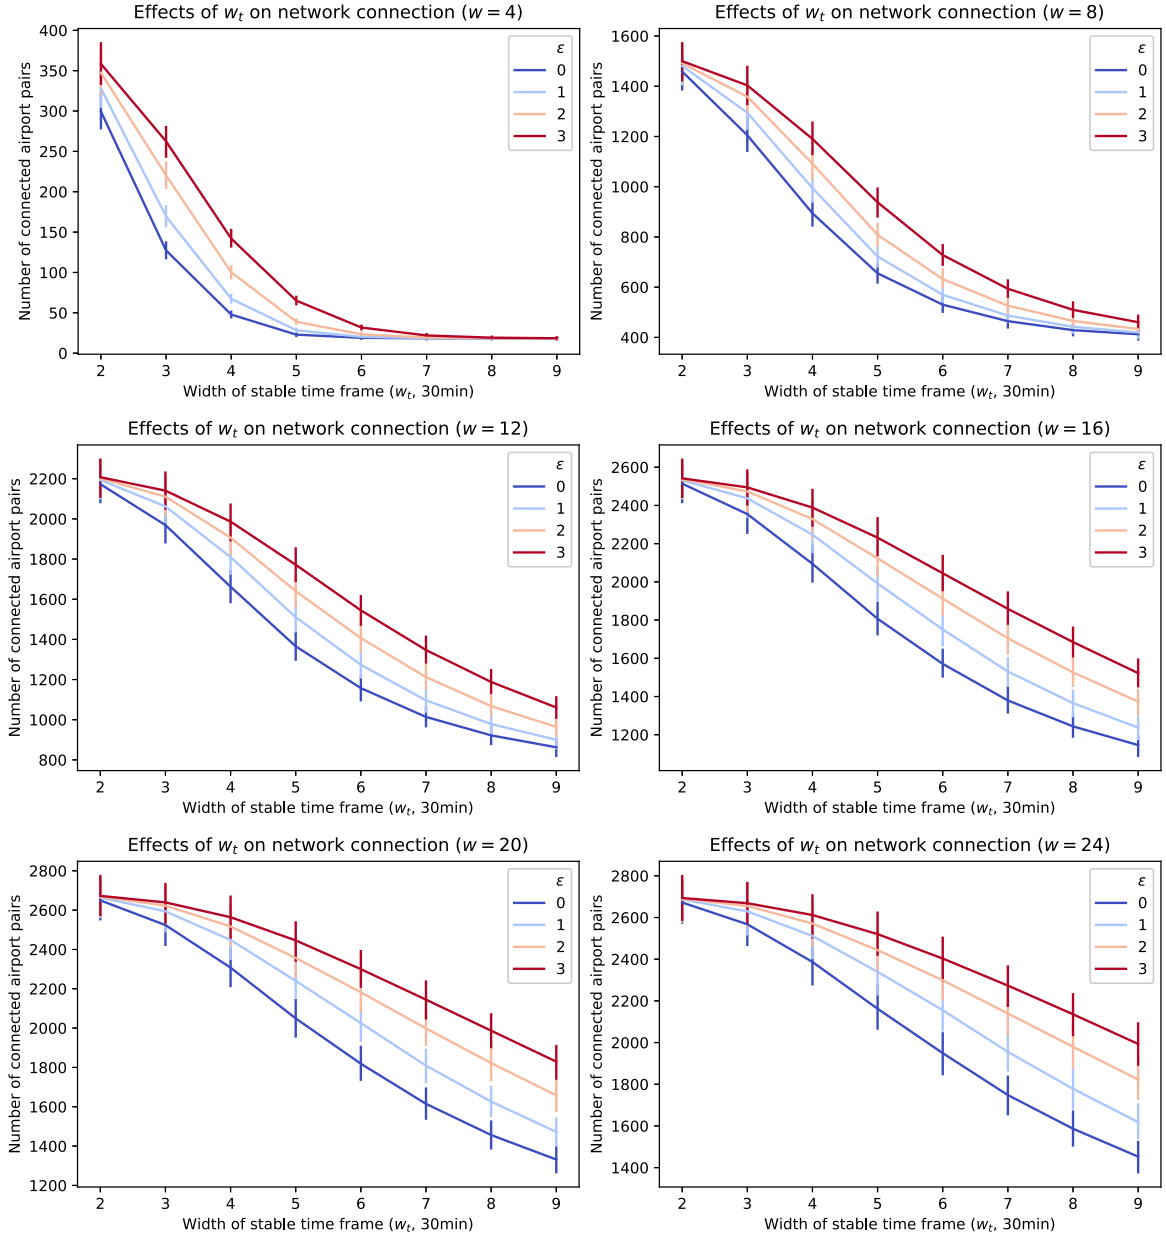 Effects of w_t on network connection (w = 4)
Number of connected airport pairs
400
350
300
250
200
150
100
50
0
ε
0
1
2
3
2 3 4 5 6 7 8 9
Width of stable time frame (w_t, 30min)
Effects of w_t on network connection (w = 8)
Number of connected airport pairs
1600
1400
1200
1000
800
600
400
ε
0
1
2
3
2 3 4 5 6 7 8 9
Width of stable time frame (w_t, 30min)
Effects of w_t on network connection (w = 12)
Number of connected airport pairs
2200
2000
1800
1600
1400
1200
1000
800
ε
0
1
2
3
2 3 4 5 6 7 8 9
Width of stable time frame (w_t, 30min)
Effects of w_t on network connection (w = 16)
Number of connected airport pairs
2600
2400
2200
2000
1800
1600
1400
1200
ε
0
1
2
3
2 3 4 5 6 7 8 9
Width of stable time frame (w_t, 30min)
Effects of w_t on network connection (w = 20)
Number of connected airport pairs
2800
2600
2400
2200
2000
1800
1600
1400
1200
ε
0
1
2
3
2 3 4 5 6 7 8 9
Width of stable time frame (w_t, 30min)
Effects of w_t on network connection (w = 24)
Number of connected airport pairs
2800
2600
2400
2200
2000
1800
1600
1400
ε
0
1
2
3
2 3 4 5 6 7 8 9
Width of stable time frame (w_t, 30min)